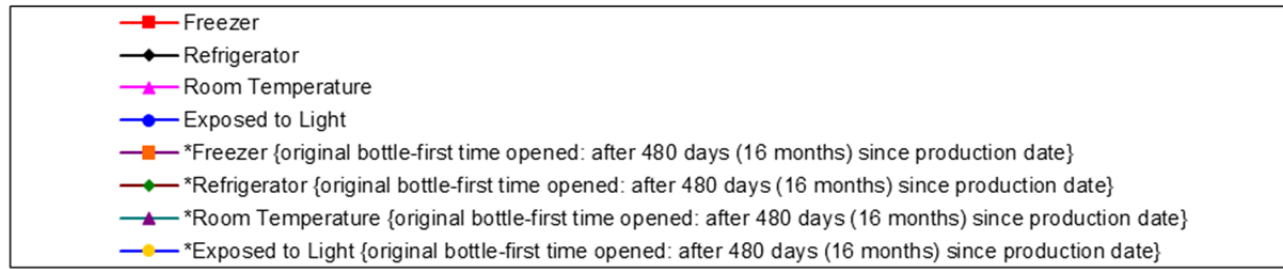 Freezer
Refrigerator
Room Temperature
Exposed to Light
*Freezer {original bottle-first time opened: after 480 days (16 months) since production date}
*Refrigerator {original bottle-first time opened: after 480 days (16 months) since production date}
*Room Temperature {original bottle-first time opened: after 480 days (16 months) since production date}
*Exposed to Light {original bottle-first time opened: after 480 days (16 months) since production date}